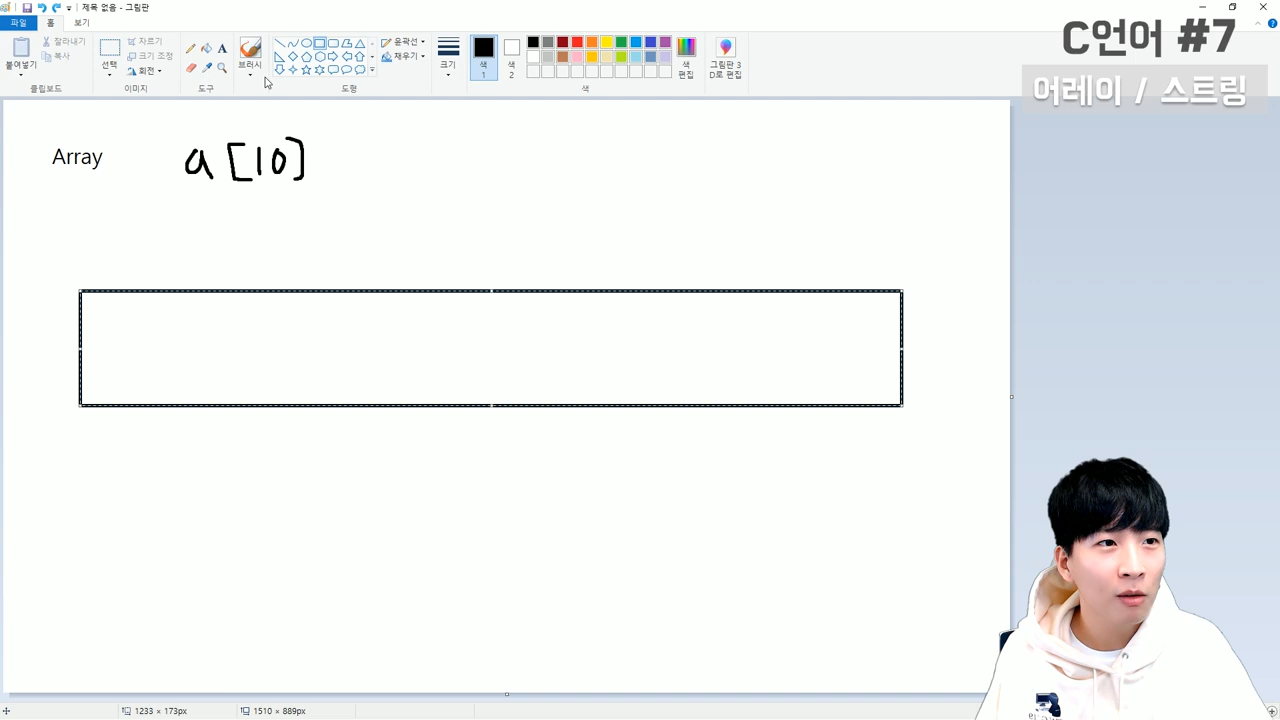 제목 없음 - 그림판
파일 홈 보기
붙여넣기 잘라내기 복사
클립보드
선택 자르기 크기 조정 회전
이미지
A
도구
브러시
윤곽선 채우기
도형
크기
색 1
색 2
색 편집
색
그림판 3D로 편집
C언어 #7
어레이 / 스트링
Array a [10]
1233 × 173px 1510 × 889px